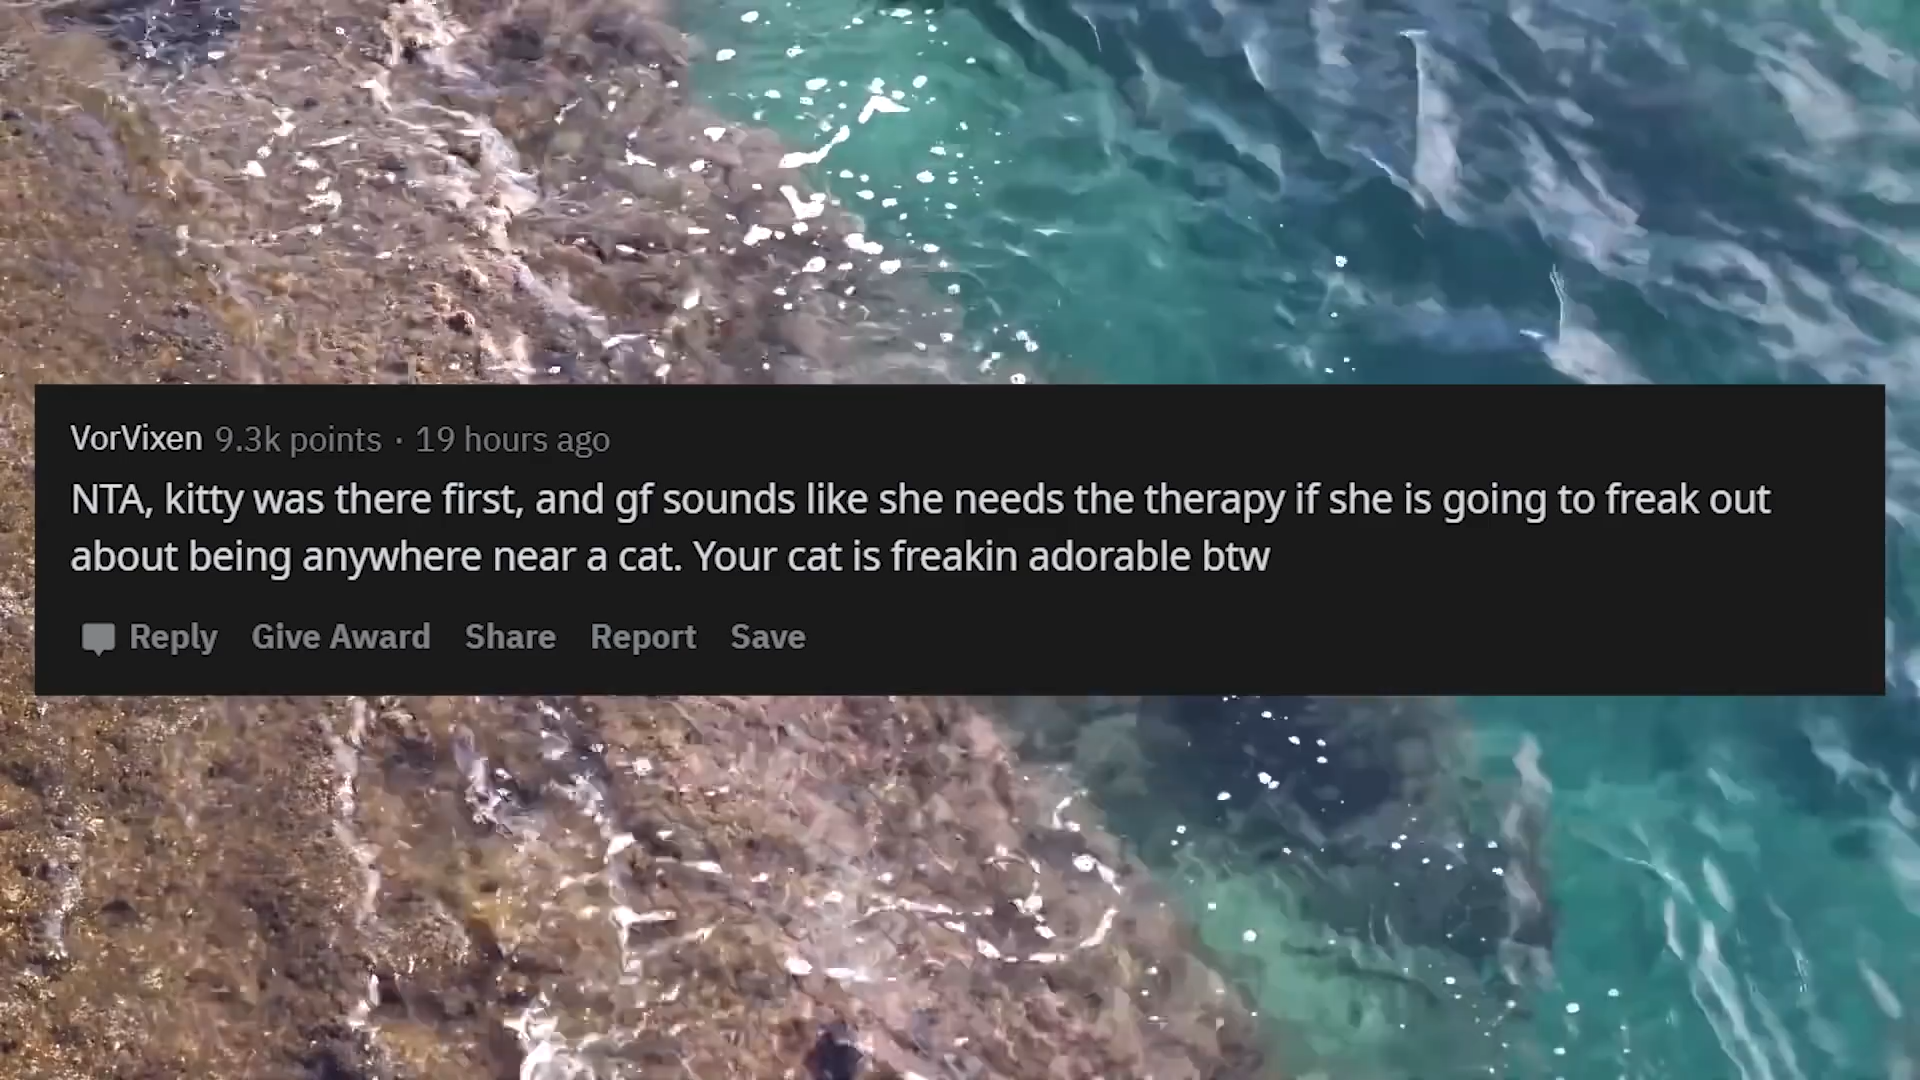 VorVixen 9.3k points · 19 hours ago
NTA, kitty was there first, and gf sounds like she needs the therapy if she is going to freak out
about being anywhere near a cat. Your cat is freakin adorable btw
Reply Give Award Share Report Save